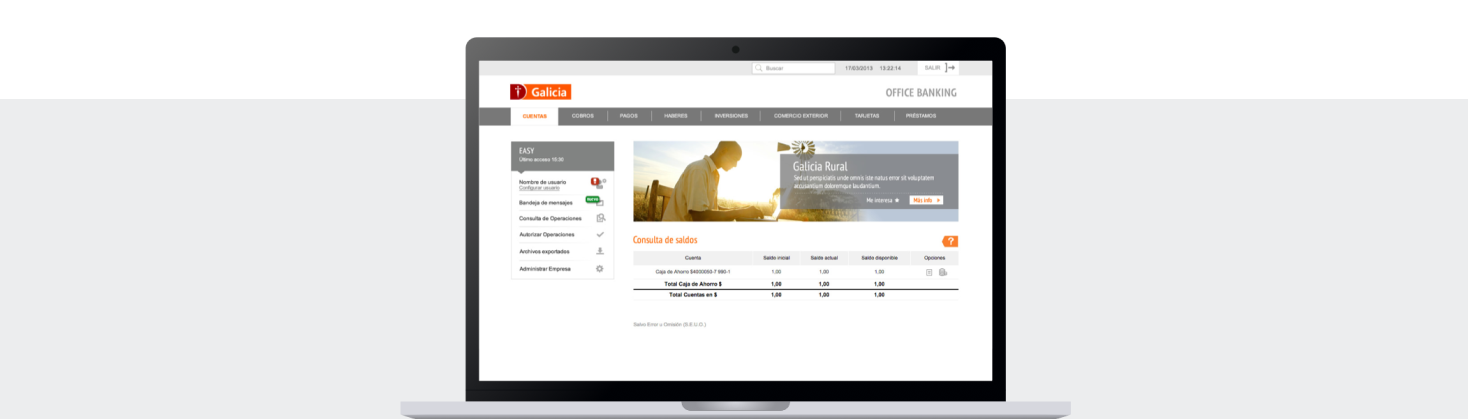 Buscar
17/03/2013 13:22:14
SALIR
Galicia
OFFICE BANKING
CUENTAS COBROS PAGOS HABERES INVERSIONES COMERCIO EXTERIOR TARJETAS PRÉSTAMOS
EASY
Último acceso 16:30
Nombre de usuario
Configurar usuario
Bandeja de mensajes
Consulta de Operaciones
Autorizar Operaciones
Archivos exportados
Administrar Empresa
Galicia Rural
Sed ut perspiciatis unde omnis iste natus error sit voluptatem
accusantium doloremque laudantium.
Me interesa
Más info
Consulta de saldos
?
Cuenta Saldo inicial Saldo actual Saldo disponible Opciones
Caja de Ahorro $4000050-7 990-1 1,00 1,00 1,00
Total Caja de Ahorro $ 1,00 1,00 1,00
Total Cuentas en $ 1,00 1,00 1,00
Salvo Error u Omisión (S.E.U.O.)